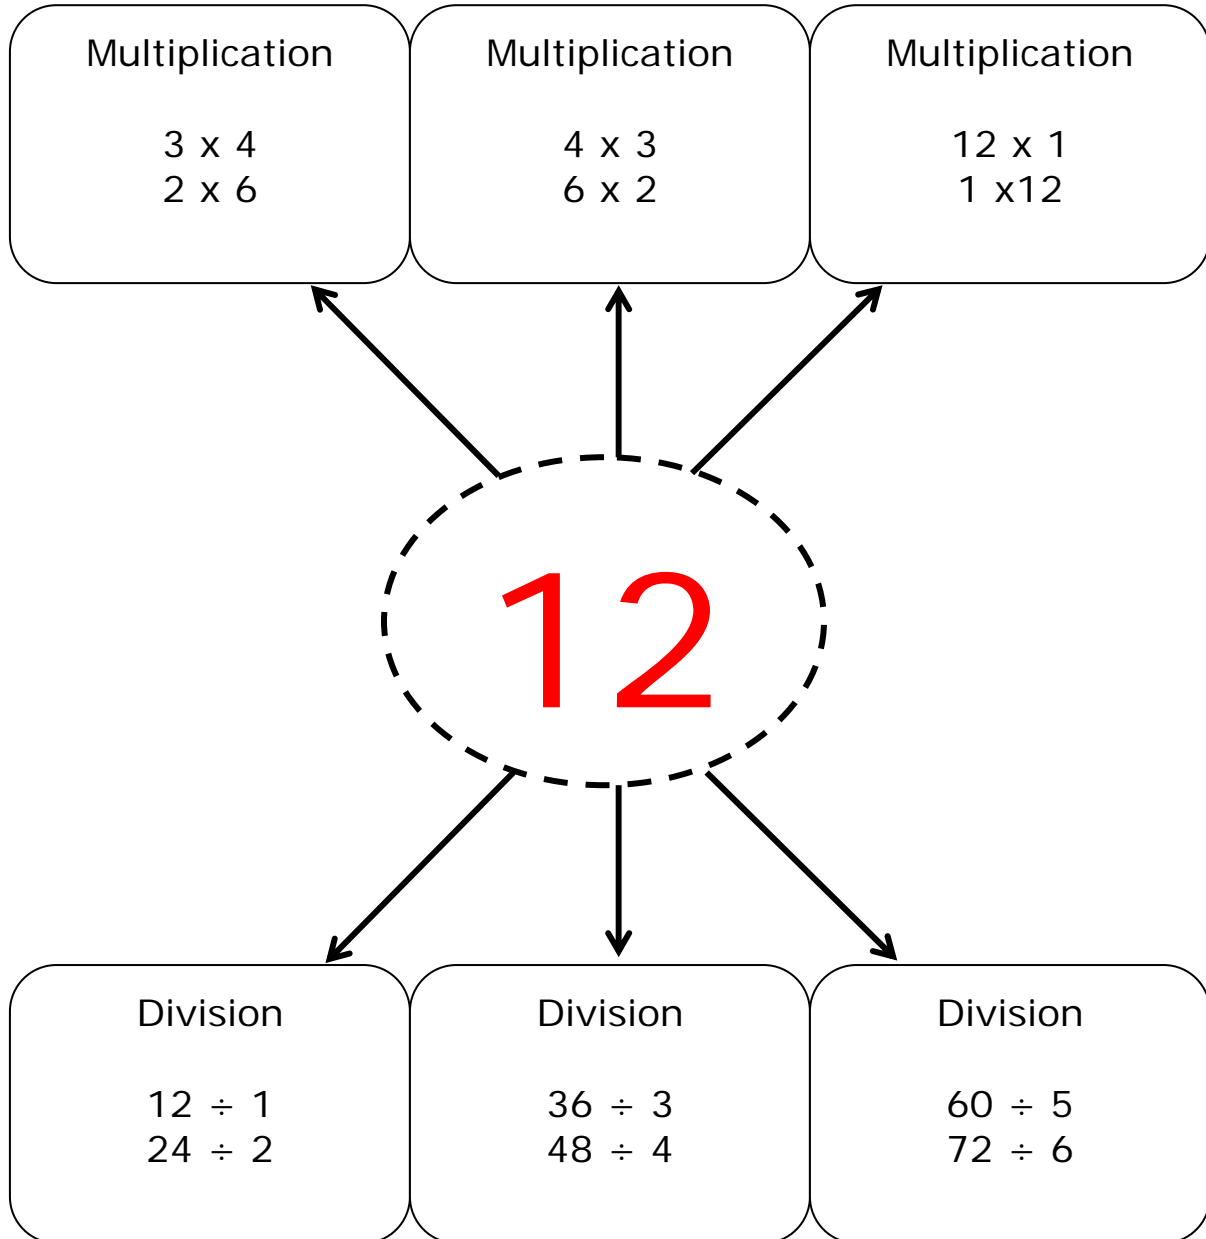 Multiplication
3 x 4
2 x 6
Multiplication
4 x 3
6 x 2
Multiplication
12 x 1
1 x12
12
Division
12 ÷ 1
24 ÷ 2
Division
36 ÷ 3
48 ÷ 4
Division
60 ÷ 5
72 ÷ 6